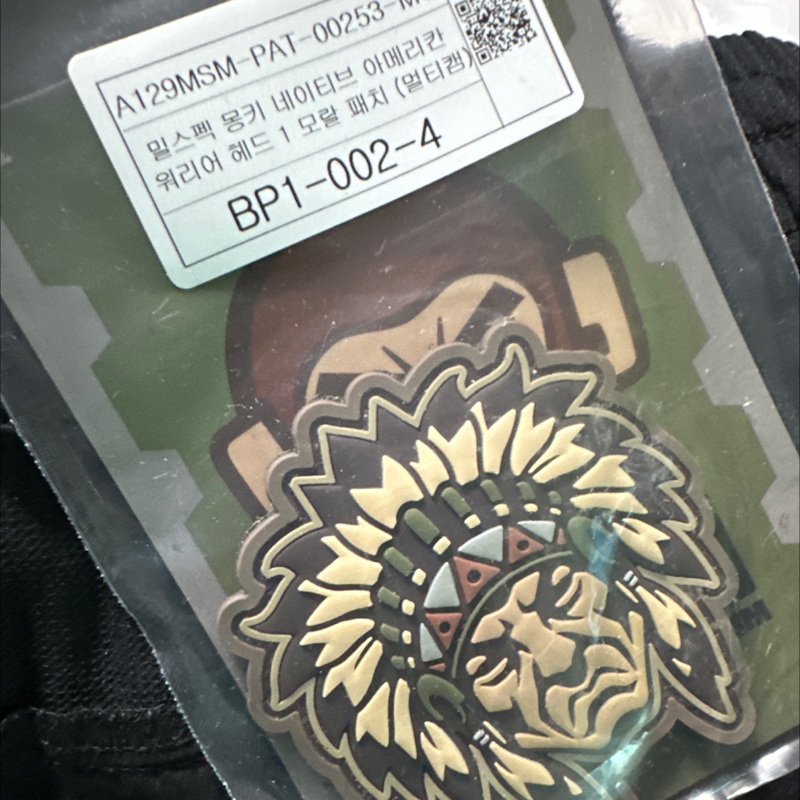 A129MSM-PAT-00253-M
밀스펙 몽키 네이티브 아메리칸
워리어 헤드 1 모랄 패치 (멀티캠)
BP1-002-4